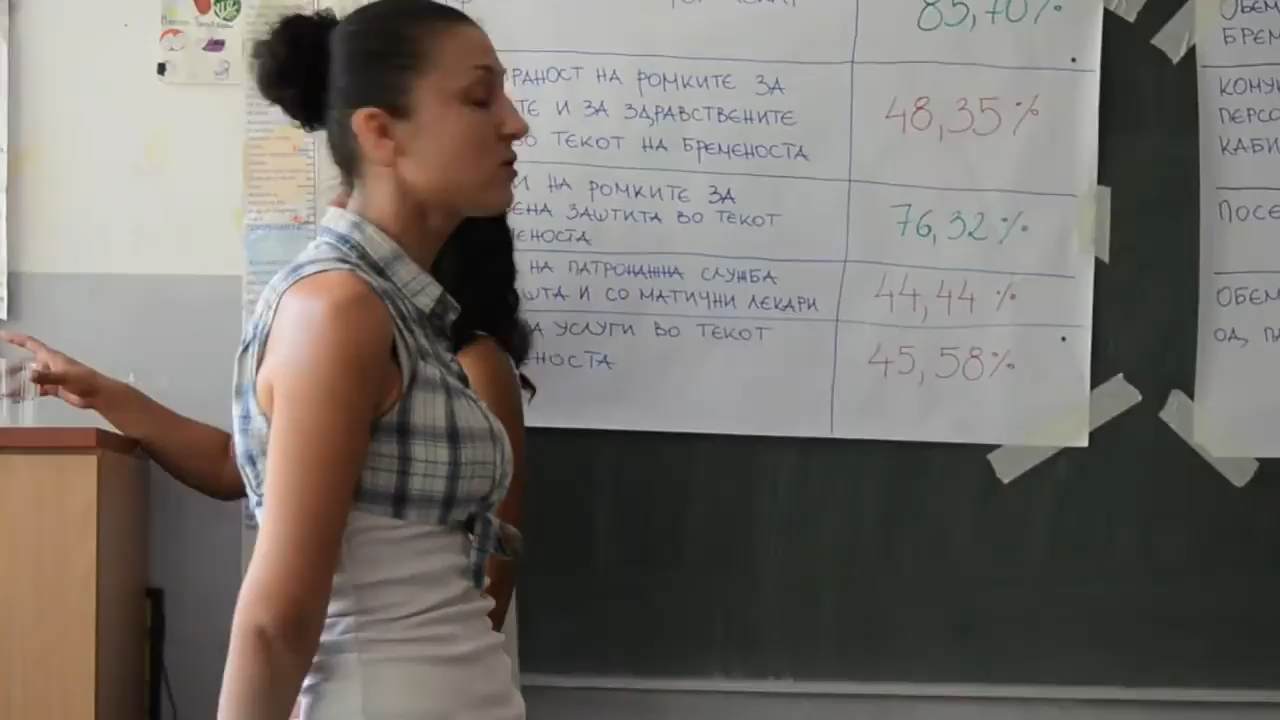 85,70%
РАНОСТ НА РОМКИТЕ ЗА
ТЕ И ЗА ЗДРАВСТВЕНИТЕ
ВО ТЕКОТ НА БРЕМЕНОСТА
48,35%
И НА РОМКИТЕ ЗА
ЕНА ЗАШТИТА ВО ТЕКОТ
ЕНОСТА
76,32%
НА ПАТРОНАЖНА СЛУЖБА
ШТА И СО МАТИЧНИ ЛЕКАРИ
44,44 %
А УСЛУГИ ВО ТЕКОТ
ЕНОСТА
45,58%
ОБЕМ
БРЕМ
КОМУН
ПЕРСО
КАБИ
ПОСЕ
ОБЕМ
ОД, П